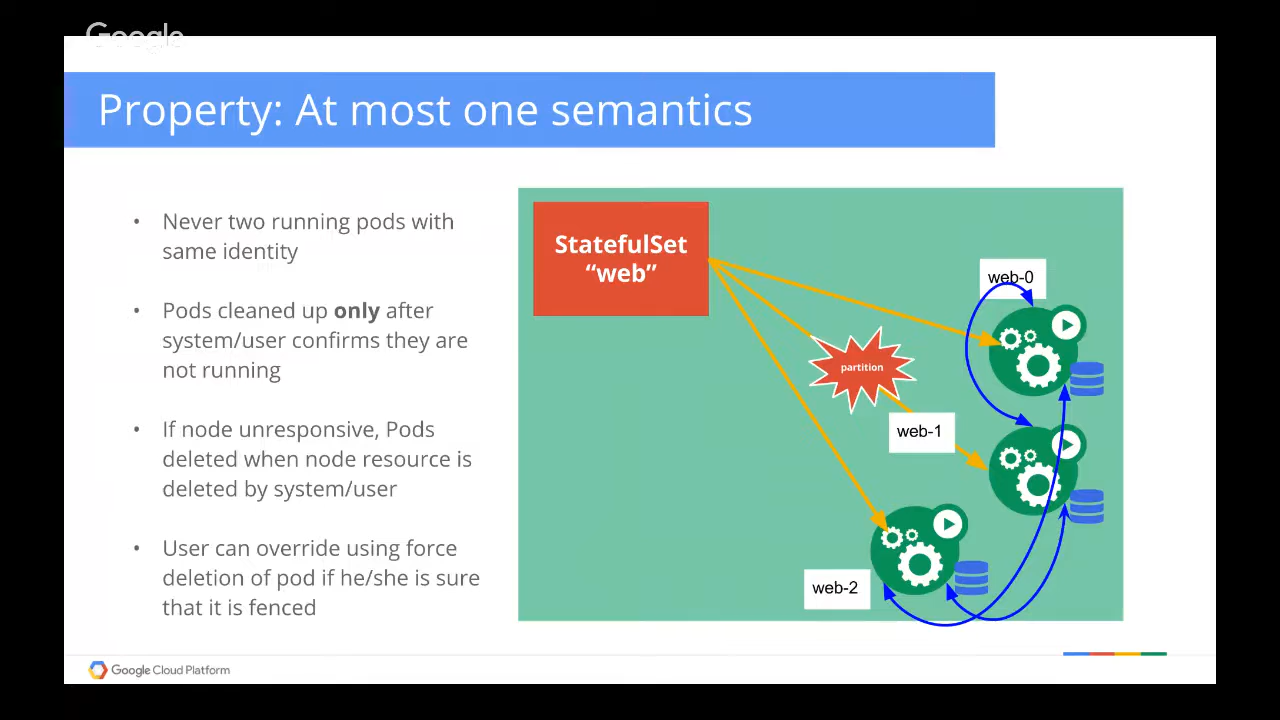 Google
Property: At most one semantics
• Never two running pods with
same identity
• Pods cleaned up only after
system/user confirms they are
not running
• If node unresponsive, Pods
deleted when node resource is
deleted by system/user
• User can override using force
deletion of pod if he/she is sure
that it is fenced
StatefulSet
“web”
web-0
partition
web-1
web-2
Google Cloud Platform